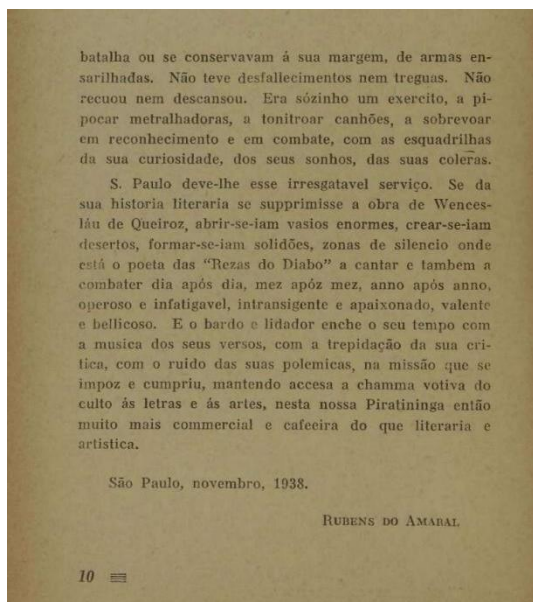 batalha ou se conservavam á sua margem, de armas en-
sarilhadas. Não teve desfallecimentos nem treguas. Não
recuou nem descansou. Era sózinho um exercito, a pi-
pocar metralhadoras, a tonitroar canhões, a sobrevoar
em reconhecimento e em combate, com as esquadrilhas
da sua curiosidade, dos seus sonhos, das suas coleras.
S. Paulo deve-lhe esse irresgatavel serviço. Se da
sua historia literaria se supprimisse a obra de Wences-
láu de Queiroz, abrir-se-iam vasios enormes, crear-se-iam
desertos, formar-se-iam solidões, zonas de silencio onde
está o poeta das “Rezas do Diabo” a cantar e tambem a
combater dia após dia, mez apóz mez, anno após anno,
operoso e infatigavel, intransigente e apaixonado, valente
e bellicoso. E o bardo e lidador enche o seu tempo com
a musica dos seus versos, com a trepidação da sua cri-
tica, com o ruido das suas polemicas, na missão que se
impoz e cumpriu, mantendo accesa a chamma votiva do
culto ás letras e ás artes, nesta nossa Piratininga então
muito mais commercial e cafeeira do que literaria e
artistica.
São Paulo, novembro, 1938.
RUBENS DO AMARAL
10